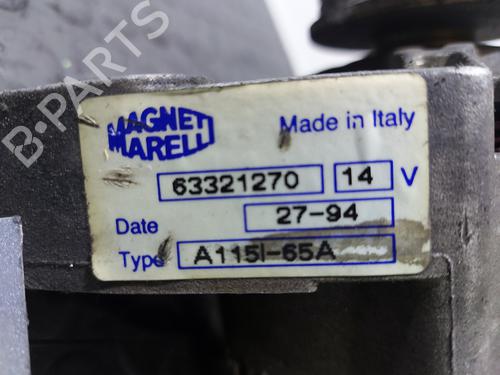 B-PARTS
MAGNETI
MARELLI
Made in Italy
63321270 14 V
Date 27-94
Type A115I-65A